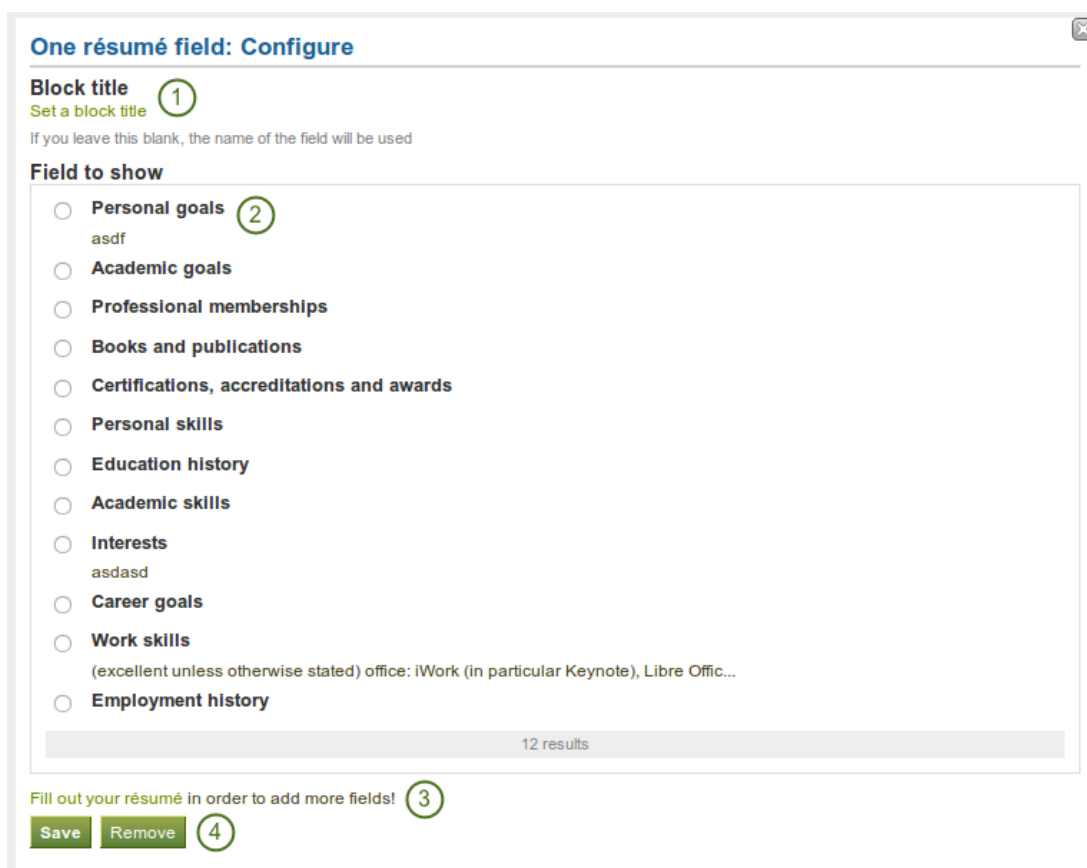 One résumé field: Configure
Block title
1
Set a block title
If you leave this blank, the name of the field will be used
Field to show
Personal goals
2
asdf
Academic goals
Professional memberships
Books and publications
Certifications, accreditations and awards
Personal skills
Education history
Academic skills
Interests
asdasd
Career goals
Work skills
(excellent unless otherwise stated) office: iWork (in particular Keynote), Libre Offic...
Employment history
12 results
Fill out your résumé in order to add more fields! 3
Save Remove 4